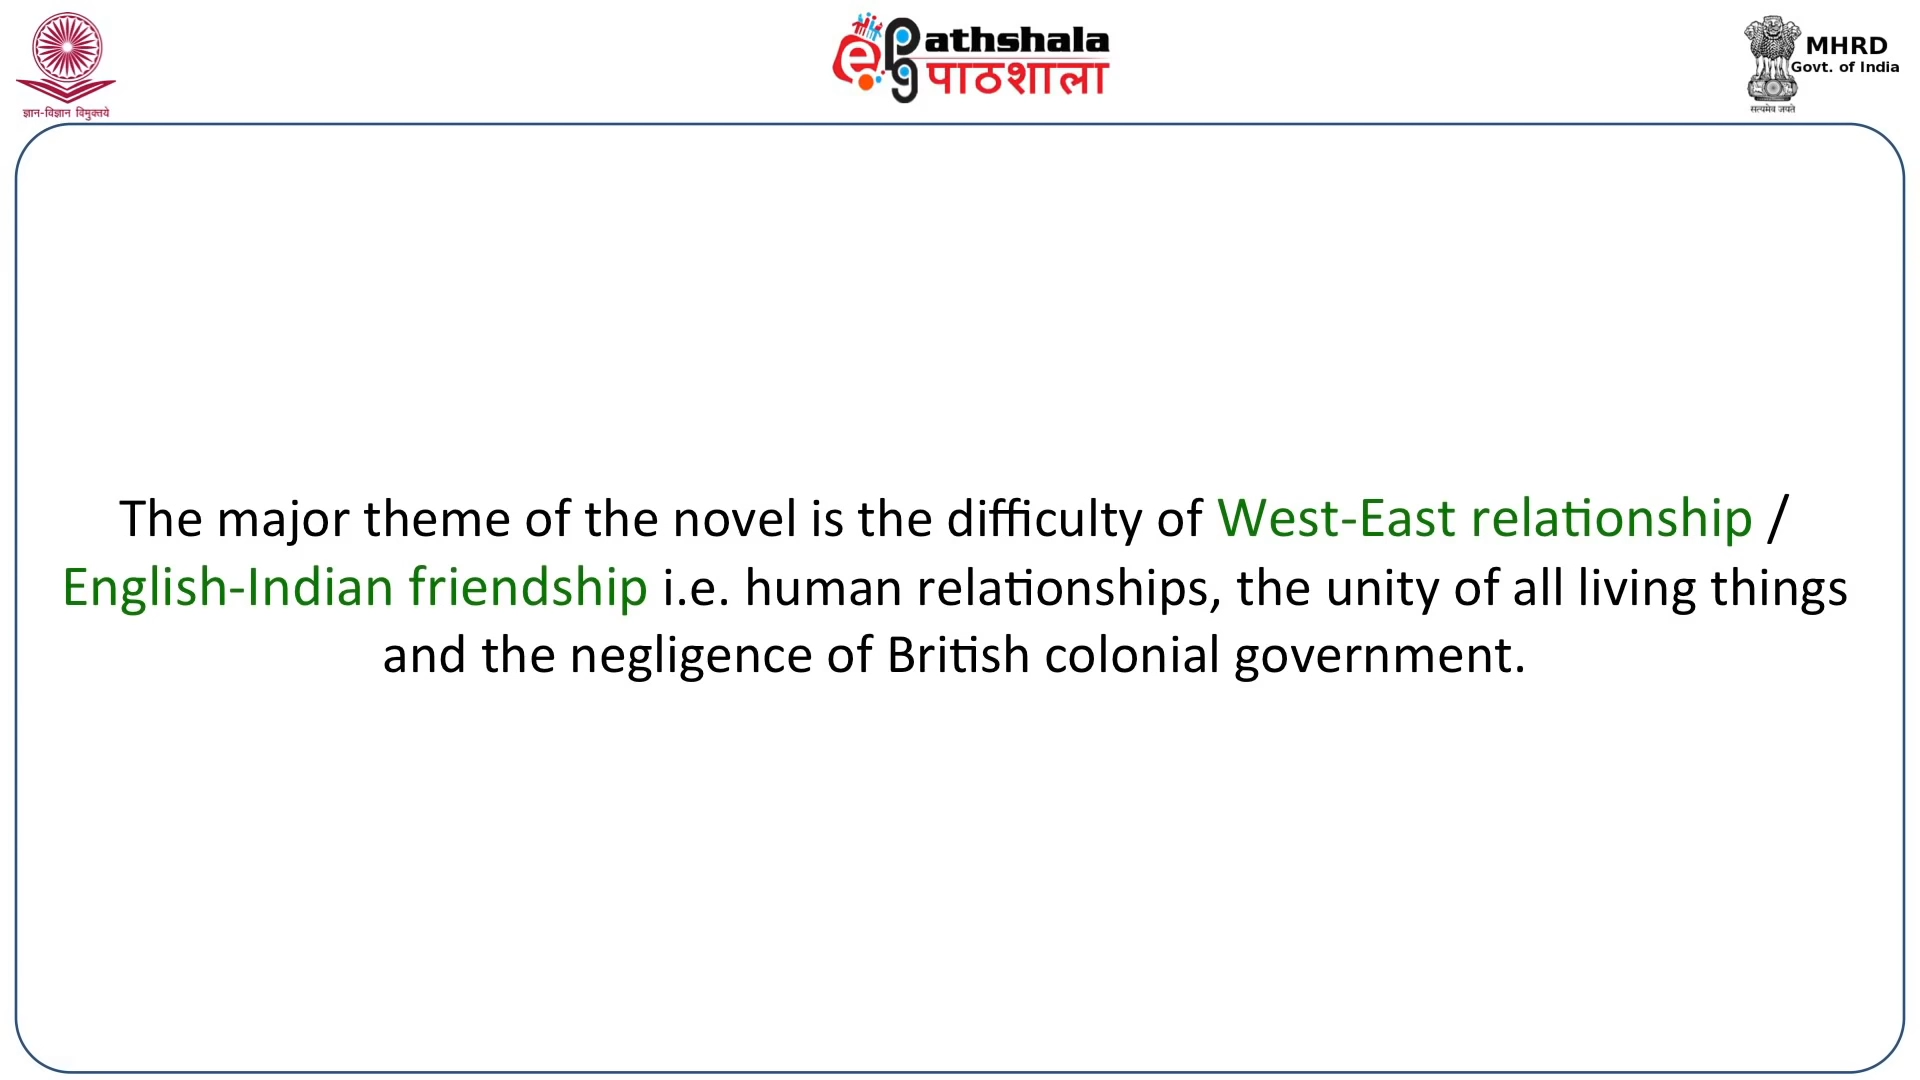 ज्ञान-विज्ञान विमुक्तये
e pg Pathshala
पाठशाला
MHRD
Govt. of India
सत्यमेव जयते
The major theme of the novel is the difficulty of West-East relationship /
English-Indian friendship i.e. human relationships, the unity of all living things
and the negligence of British colonial government.